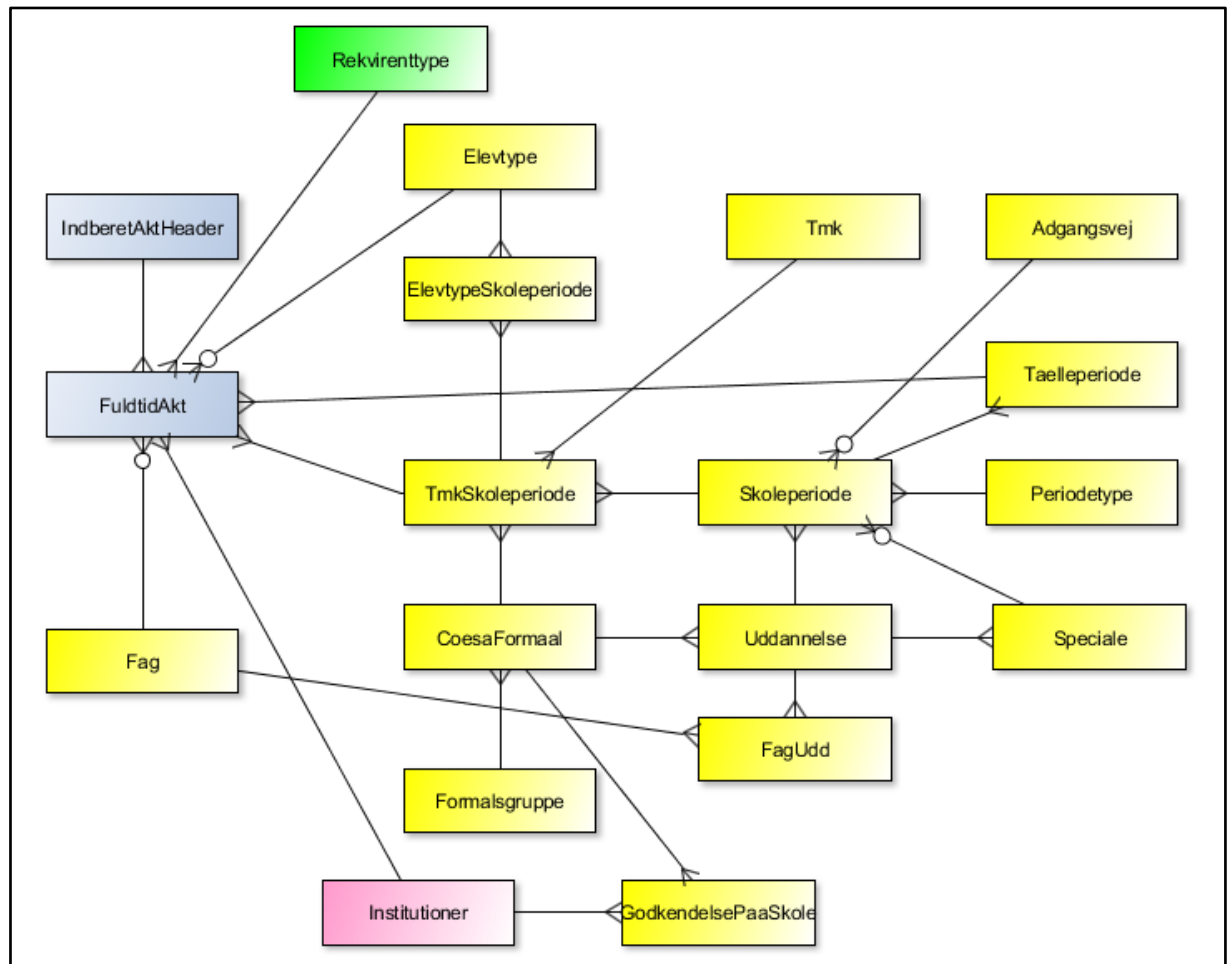 Rekvirenttype
Elevtype
IndberetAktHeader
Tmk
Adgangsvej
ElevtypeSkoleperiode
Taelleperiode
FuldtidAkt
TmkSkoleperiode
Skoleperiode
Periodetype
CoesaFormaal
Uddannelse
Speciale
Fag
FagUdd
Formalsgruppe
Institutioner
GodkendelsePaaSkole